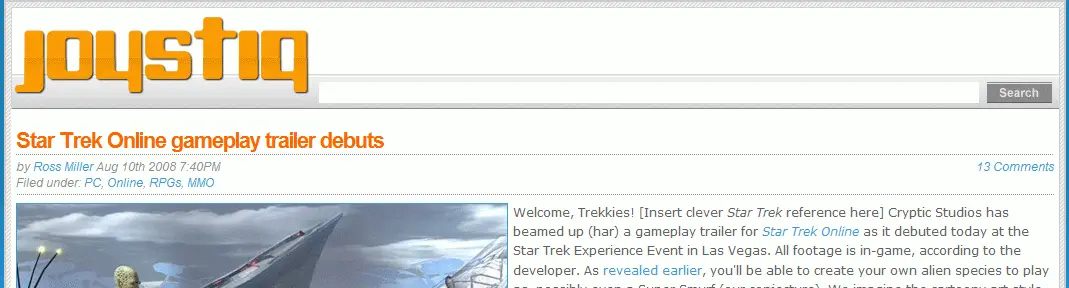 joystiq
Search
Star Trek Online gameplay trailer debuts
by Ross Miller Aug 10th 2008 7:40PM
13 Comments
Filed under: PC, Online, RPGs, MMO
Welcome, Trekkies! [Insert clever Star Trek reference here] Cryptic Studios has
beamed up (har) a gameplay trailer for Star Trek Online as it debuted today at the
Star Trek Experience Event in Las Vegas. All footage is in-game, according to the
developer. As revealed earlier, you'll be able to create your own alien species to play
as, possibly even a Super Smurf (our conjecture). We imagine the cartoony art style